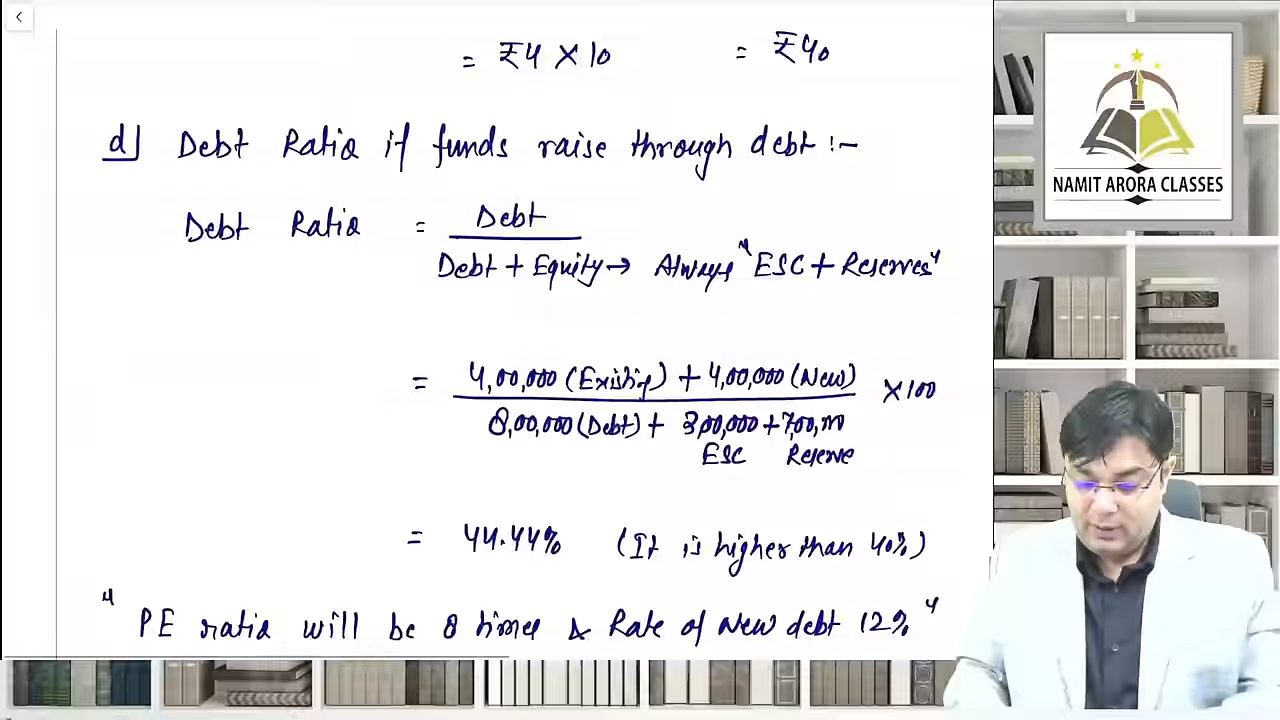 = ₹4 × 10 = ₹40
d] Debt Ratio if funds raise through debt :-
Debt Ratio = Debt
Debt + Equity → Always "ESC + Reserves"
= 4,00,000 (Existing) + 4,00,000 (New) × 100
8,00,000 (Debt) + 3,00,000 + 7,00,000
ESC Reserve
= 44.44% (It is higher than 40%)
" PE ratio will be 8 times & Rate of New debt 12% "
NAMIT ARORA CLASSES